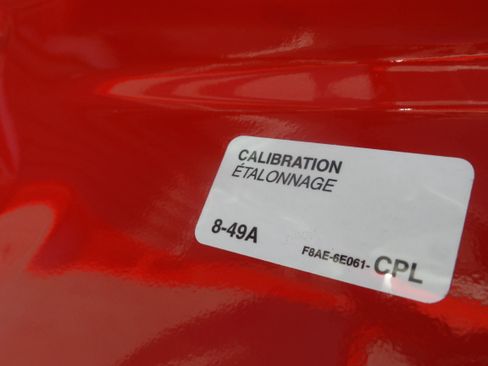 CALIBRATION
ÉTALONNAGE
8-49A
F8AE-6E061-CPL